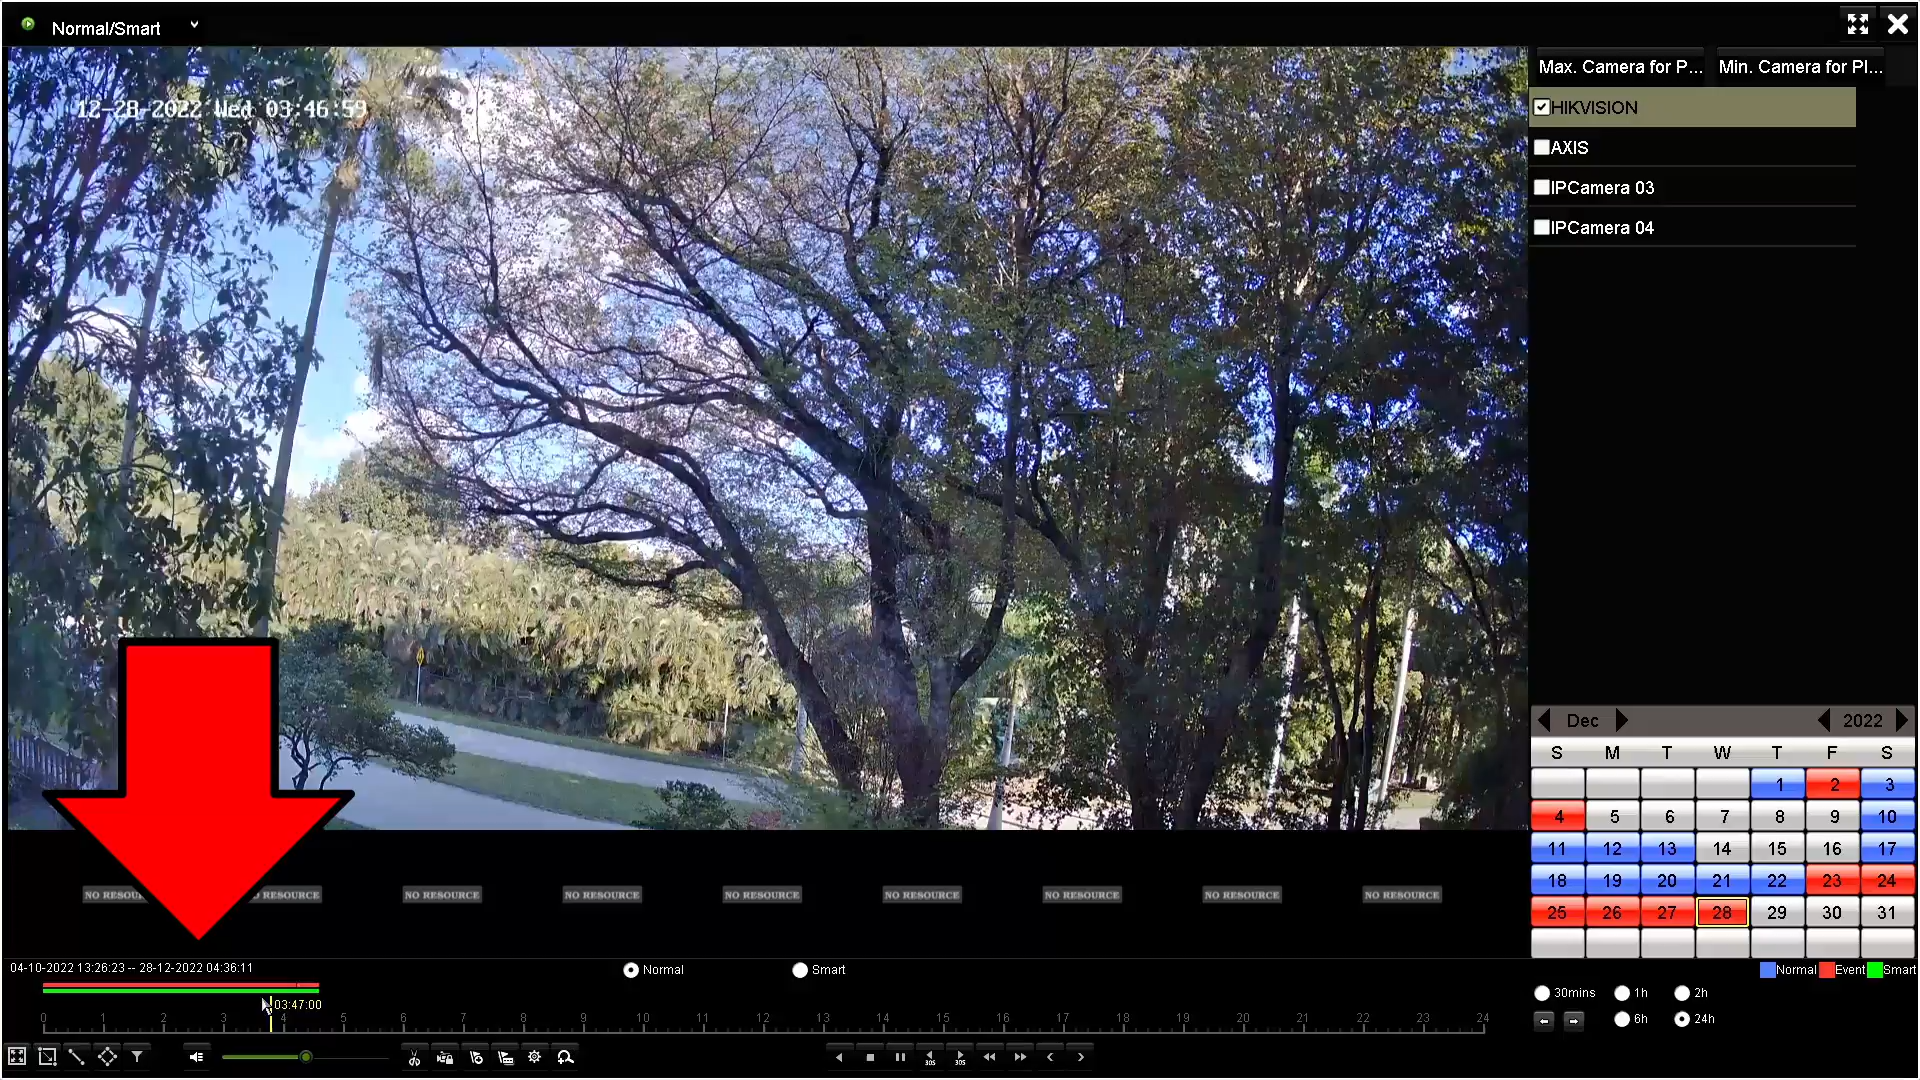 Normal/Smart
Max. Camera for P...
Min. Camera for Pl...
12-28-2022 Wed 03:46:59
HIKVISION
AXIS
IPCamera 03
IPCamera 04
Dec
2022
S M T W T F S
1 2 3
4 5 6 7 8 9 10
11 12 13 14 15 16 17
18 19 20 21 22 23 24
25 26 27 28 29 30 31
NO RESOU
RESOURCE
NO RESOURCE
NO RESOURCE
NO RESOURCE
NO RESOURCE
NO RESOURCE
NO RESOURCE
NO RESOURCE
04-10-2022 13:26:23 -- 28-12-2022 04:36:11
Normal
Smart
Normal Event Smart
30mins 1h 2h
6h 24h
03:47:00
0 1 2 3 4 5 6 7 8 9 10 11 12 13 14 15 16 17 18 19 20 21 22 23 24
30S
30S